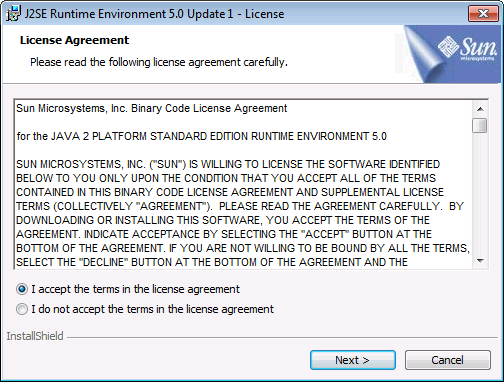 J2SE Runtime Environment 5.0 Update 1 - License
License Agreement
Please read the following license agreement carefully.
Sun
microsystems
Sun Microsystems, Inc. Binary Code License Agreement
for the JAVA 2 PLATFORM STANDARD EDITION RUNTIME ENVIRONMENT 5.0
SUN MICROSYSTEMS, INC. ("SUN") IS WILLING TO LICENSE THE SOFTWARE IDENTIFIED
BELOW TO YOU ONLY UPON THE CONDITION THAT YOU ACCEPT ALL OF THE TERMS
CONTAINED IN THIS BINARY CODE LICENSE AGREEMENT AND SUPPLEMENTAL LICENSE
TERMS (COLLECTIVELY "AGREEMENT"). PLEASE READ THE AGREEMENT CAREFULLY. BY
DOWNLOADING OR INSTALLING THIS SOFTWARE, YOU ACCEPT THE TERMS OF THE
AGREEMENT. INDICATE ACCEPTANCE BY SELECTING THE "ACCEPT" BUTTON AT THE
BOTTOM OF THE AGREEMENT. IF YOU ARE NOT WILLING TO BE BOUND BY ALL THE TERMS,
SELECT THE "DECLINE" BUTTON AT THE BOTTOM OF THE AGREEMENT AND THE
I accept the terms in the license agreement
I do not accept the terms in the license agreement
InstallShield
Next >
Cancel